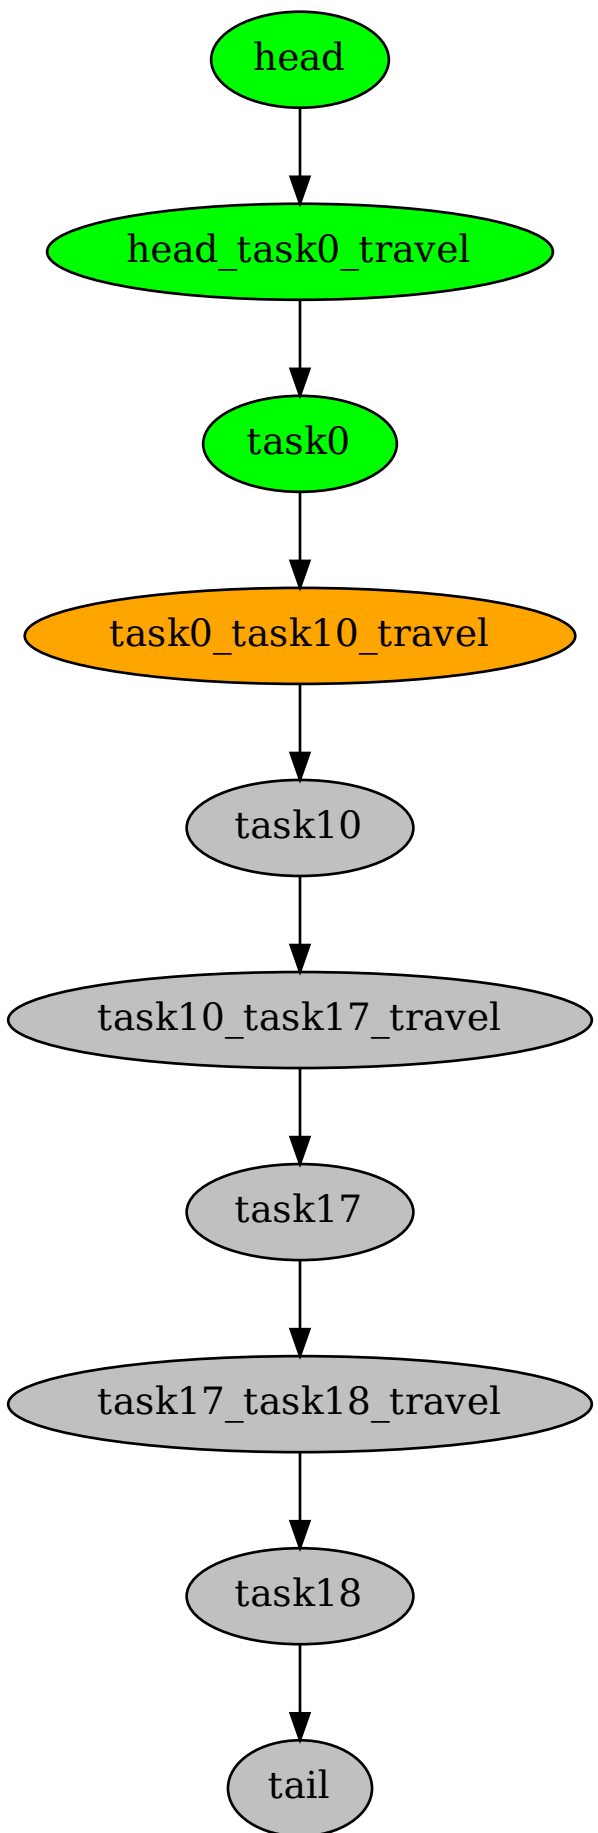 head
head_task0_travel
task0
task0_task10_travel
task10
task10_task17_travel
task17
task17_task18_travel
task18
tail